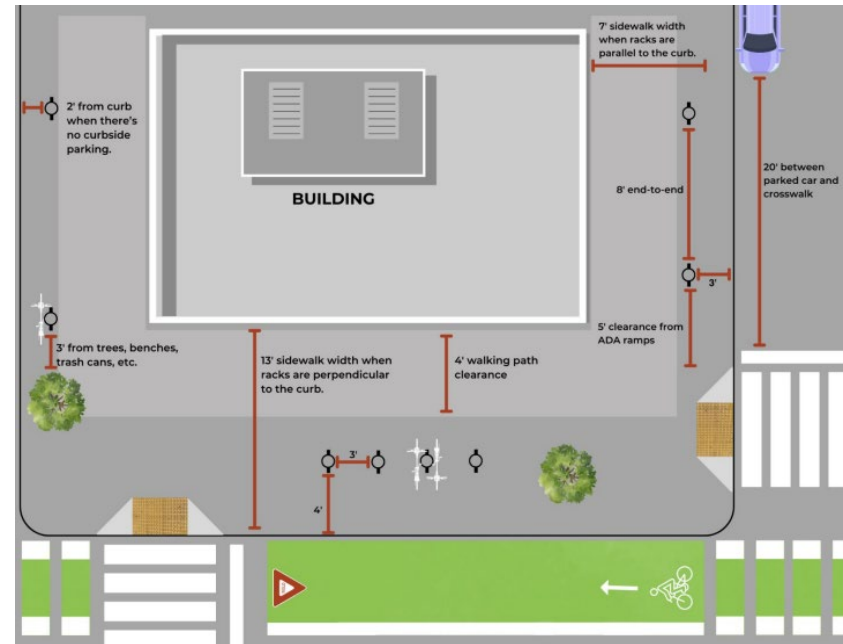 7' sidewalk width
when racks are
parallel to the curb.
2' from curb
when there's
no curbside
parking.
BUILDING
20' between
parked car and
crosswalk
8' end-to-end
3'
5' clearance from
ADA ramps
3' from trees, benches,
trash cans, etc.
13' sidewalk width when
racks are perpendicular
to the curb.
4' walking path
clearance
3'
4'